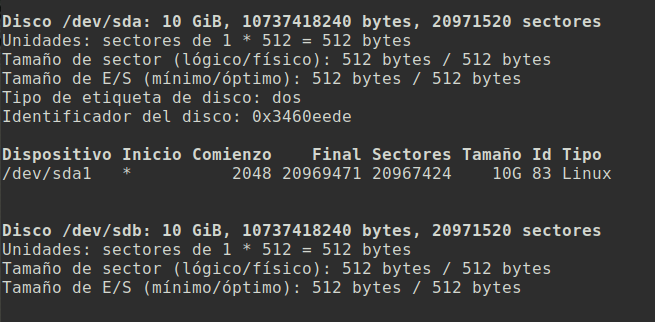 Disco /dev/sda: 10 GiB, 10737418240 bytes, 20971520 sectores
Unidades: sectores de 1 * 512 = 512 bytes
Tamaño de sector (lógico/físico): 512 bytes / 512 bytes
Tamaño de E/S (mínimo/óptimo): 512 bytes / 512 bytes
Tipo de etiqueta de disco: dos
Identificador del disco: 0x3460eede
Dispositivo Inicio Comienzo    Final Sectores Tamaño Id Tipo
/dev/sda1   *          2048 20969471 20967424    10G 83 Linux
Disco /dev/sdb: 10 GiB, 10737418240 bytes, 20971520 sectores
Unidades: sectores de 1 * 512 = 512 bytes
Tamaño de sector (lógico/físico): 512 bytes / 512 bytes
Tamaño de E/S (mínimo/óptimo): 512 bytes / 512 bytes